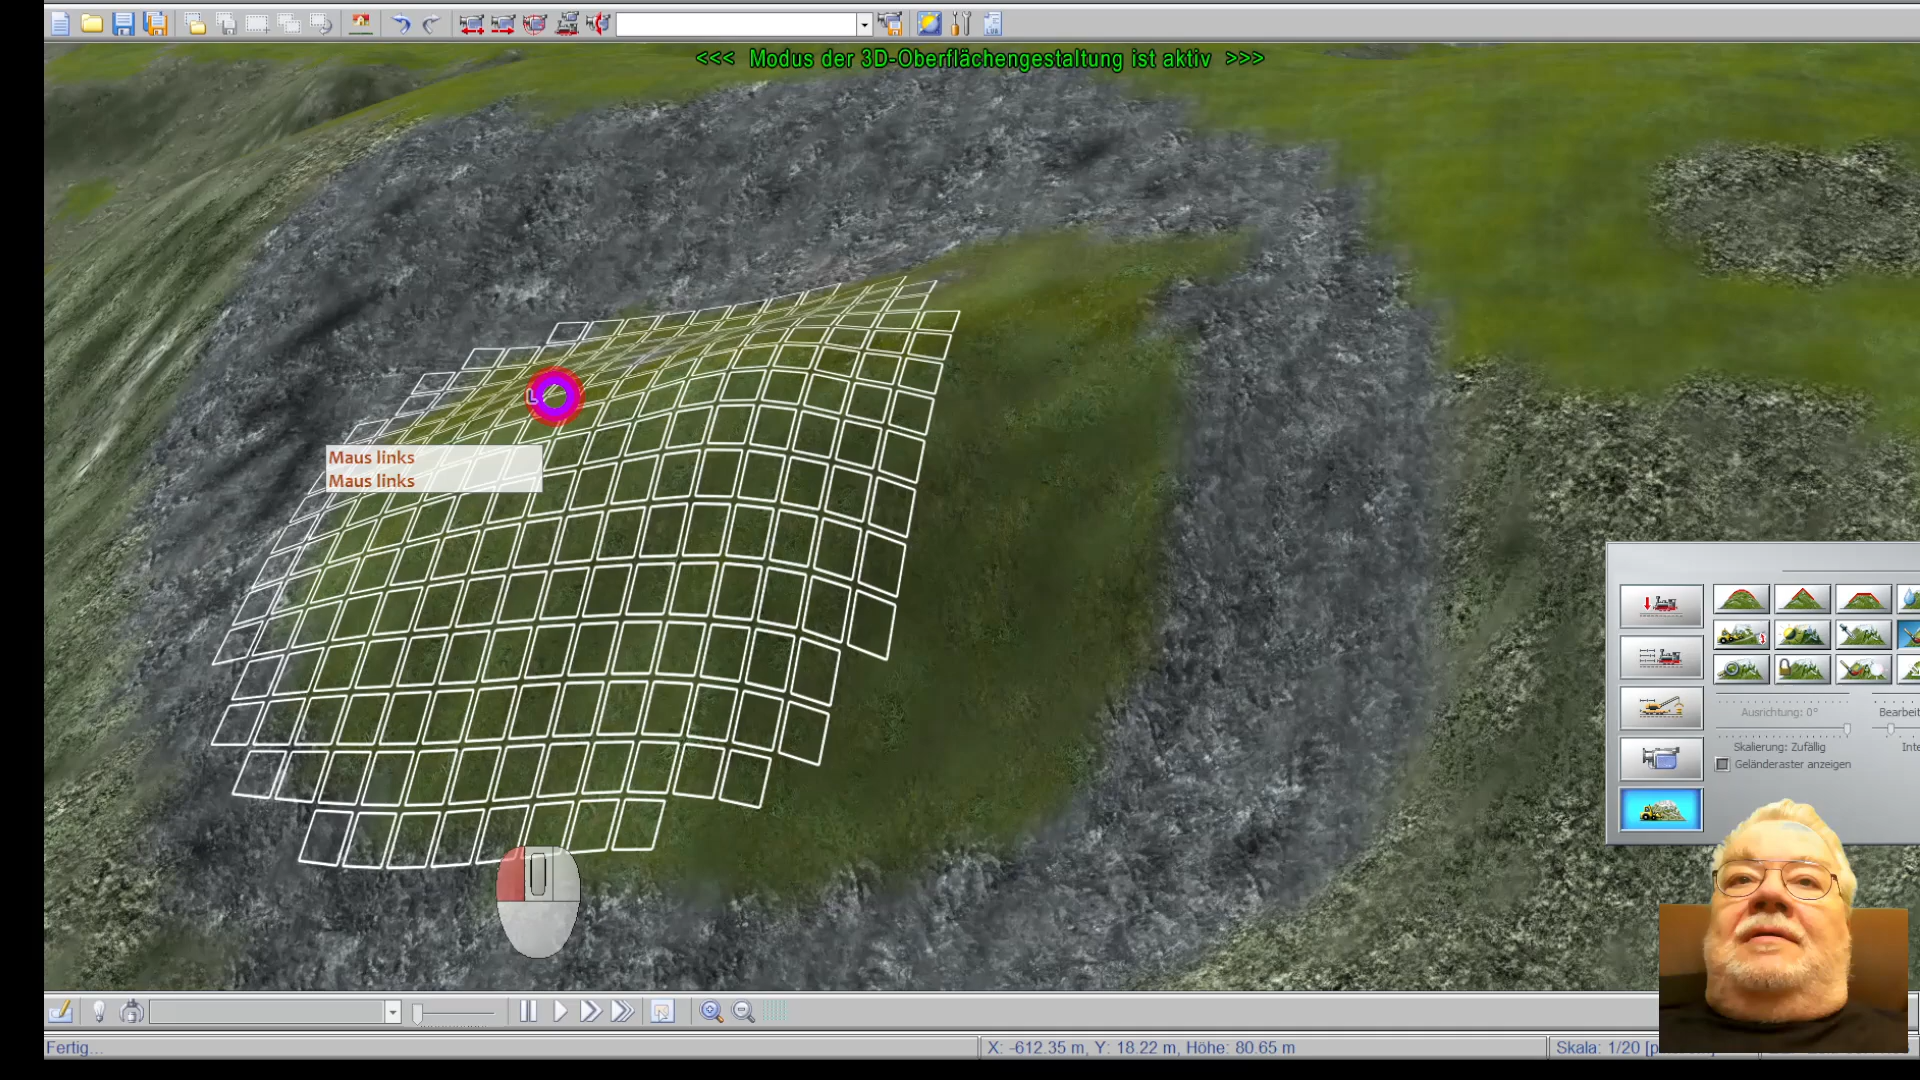 <<< Modus der 3D-Oberflächengestaltung ist aktiv >>>
L
Maus links
Maus links
Ausrichtung: 0°
Bearbeit
Skalierung: Zufällig
Inte
Geländeraster anzeigen
Fertig...
X: -612.35 m, Y: 18.22 m, Höhe: 80.65 m
Skala: 1/20